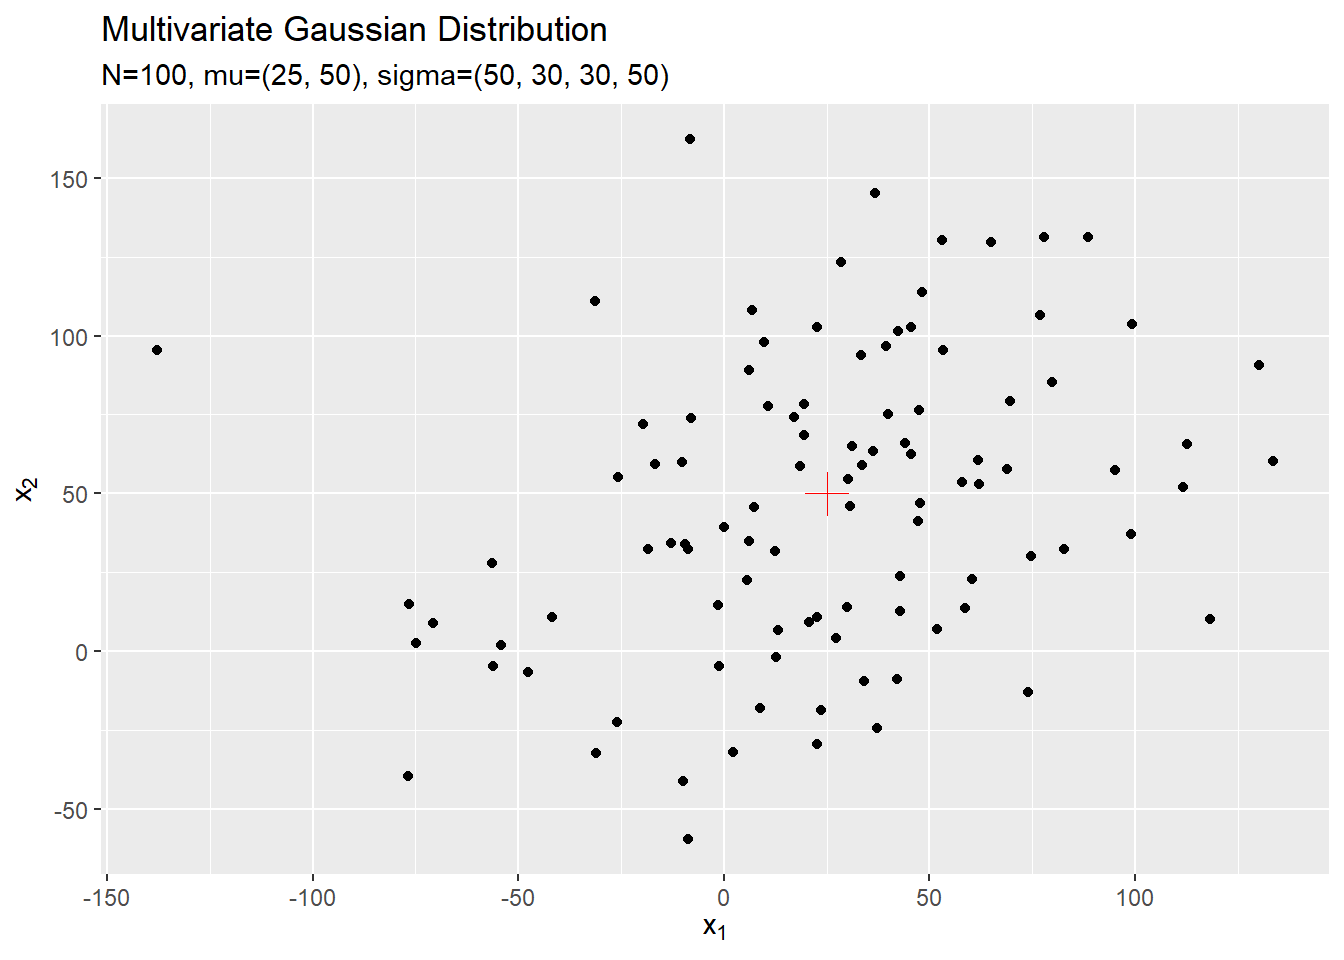 Multivariate Gaussian Distribution
N=100, mu=(25, 50), sigma=(50, 30, 30, 50)
150
100
50
0
-50
x₂
-150 -100 -50 0 50 100
x₁